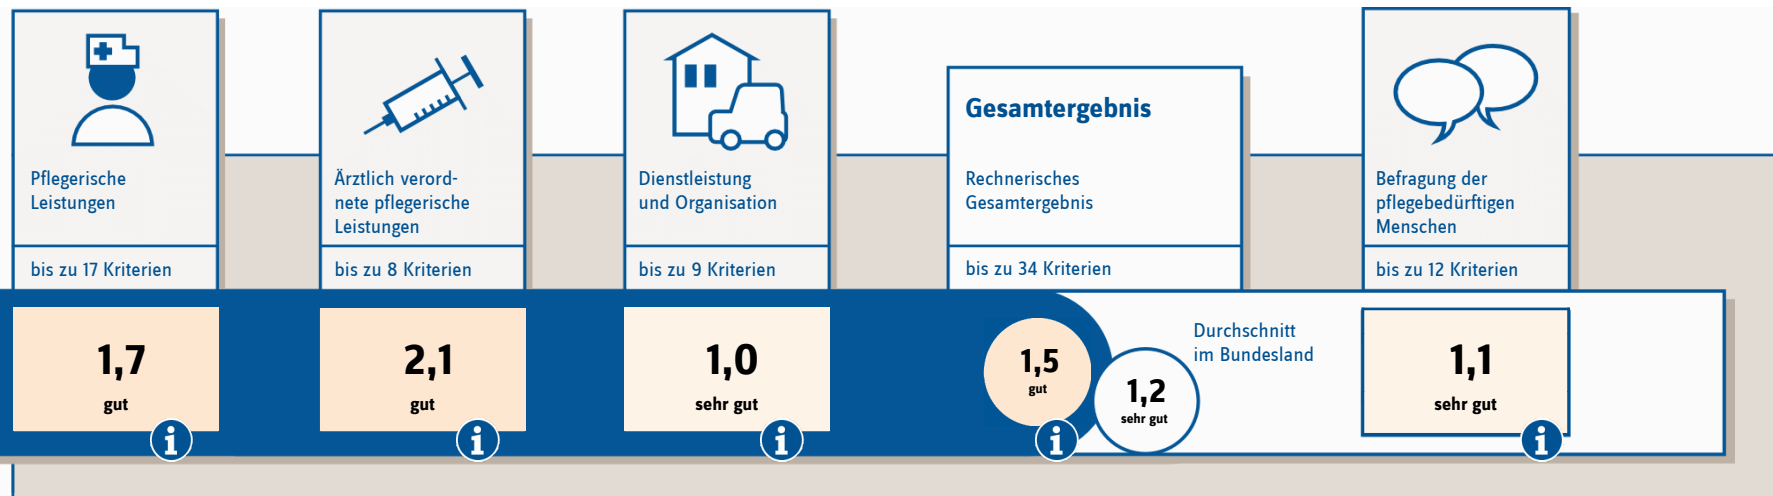 Pflegerische
Leistungen
bis zu 17 Kriterien
1,7
gut
i
Ärztlich verord-
nete pflegerische
Leistungen
bis zu 8 Kriterien
2,1
gut
i
Dienstleistung
und Organisation
bis zu 9 Kriterien
1,0
sehr gut
i
Gesamtergebnis
Rechnerisches
Gesamtergebnis
bis zu 34 Kriterien
1,5
gut
i
1,2
sehr gut
Durchschnitt
im Bundesland
Befragung der
pflegebedürftigen
Menschen
bis zu 12 Kriterien
1,1
sehr gut
i